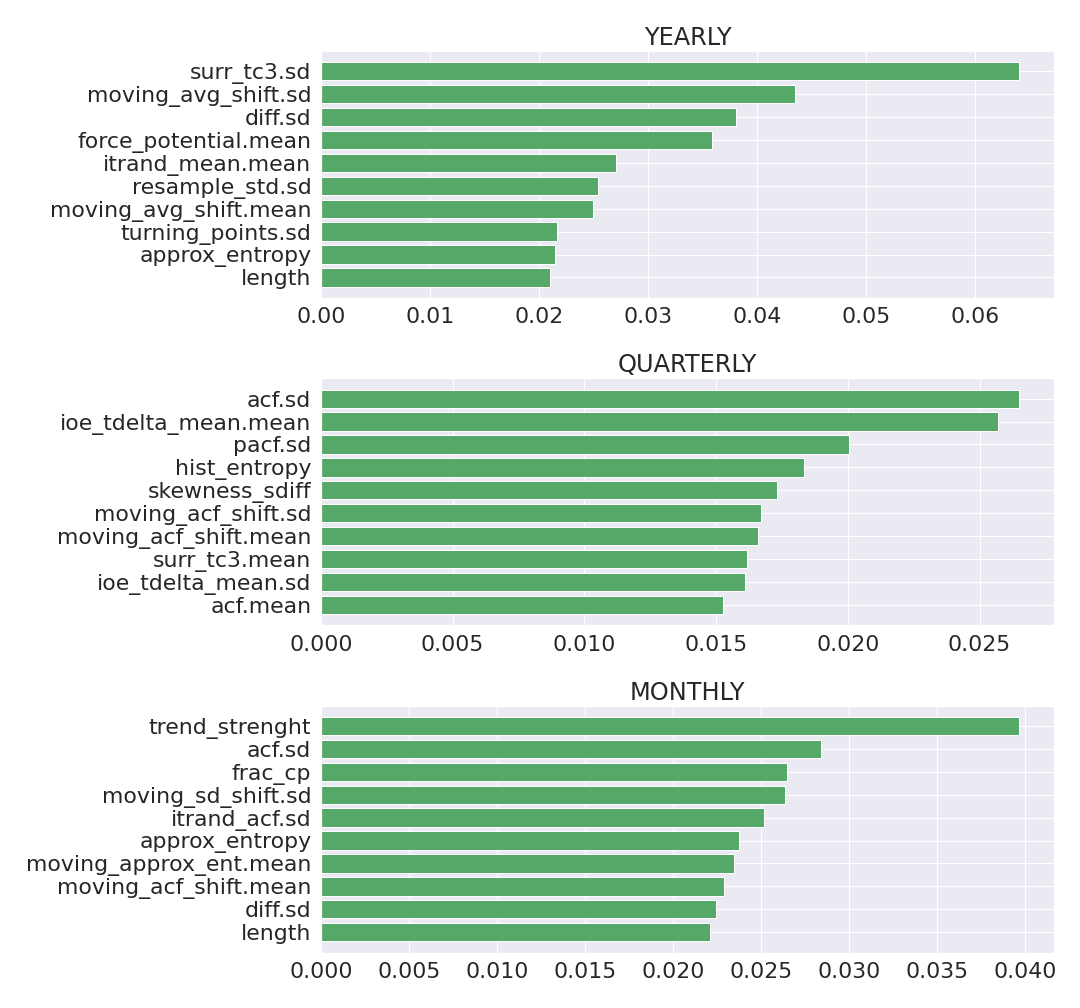 YEARLY
surr_tc3.sd
moving_avg_shift.sd
diff.sd
force_potential.mean
itrand_mean.mean
resample_std.sd
moving_avg_shift.mean
turning_points.sd
approx_entropy
length
0.00 0.01 0.02 0.03 0.04 0.05 0.06
QUARTERLY
acf.sd
ioe_tdelta_mean.mean
pacf.sd
hist_entropy
skewness_sdiff
moving_acf_shift.sd
moving_acf_shift.mean
surr_tc3.mean
ioe_tdelta_mean.sd
acf.mean
0.000 0.005 0.010 0.015 0.020 0.025
MONTHLY
trend_strenght
acf.sd
frac_cp
moving_sd_shift.sd
itrand_acf.sd
approx_entropy
moving_approx_ent.mean
moving_acf_shift.mean
diff.sd
length
0.000 0.005 0.010 0.015 0.020 0.025 0.030 0.035 0.040